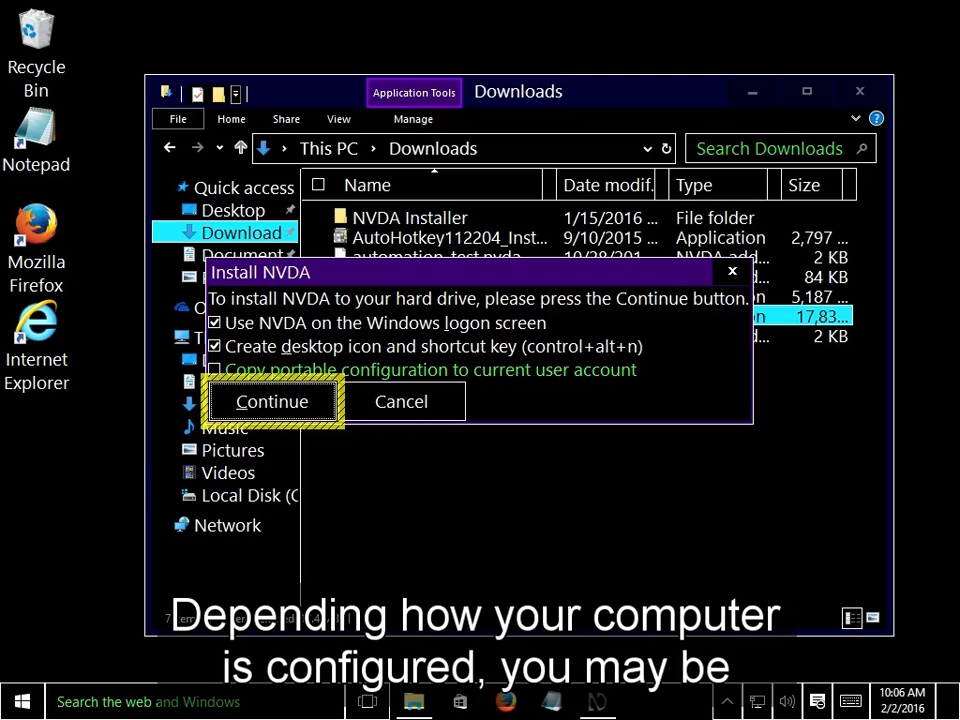 Recycle
Bin
Notepad
Mozilla
Firefox
Internet
Explorer
Application Tools
Downloads
File
Home
Share
View
Manage
This PC
Downloads
Search Downloads
Name
Date modif.
Type
Size
Quick access
Desktop
Download
Music
Pictures
Videos
Local Disk (C
Network
NVDA Installer
1/15/2016 ...
File folder
AutoHotkey112204_Inst...
9/10/2015 ...
Application
2,797 ...
2 KB
84 KB
5,187 ...
17,83...
2 KB
Install NVDA
To install NVDA to your hard drive, please press the Continue button.
Use NVDA on the Windows logon screen
Create desktop icon and shortcut key (control+alt+n)
Copy portable configuration to current user account
Continue
Cancel
Depending how your computer
is configured, you may be
Search the web and Windows
10:06 AM
2/2/2016